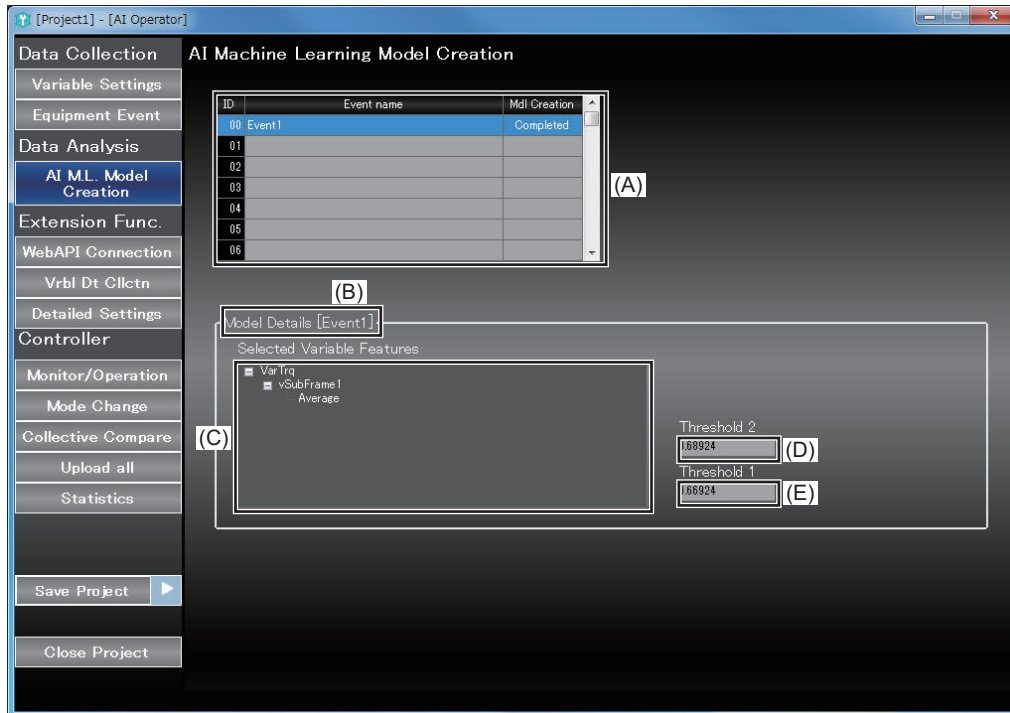 [Project1] - [AI Operator]
Data Collection
Variable Settings
Equipment Event
Data Analysis
AI M.L. Model
Creation
Extension Func.
WebAPI Connection
Vrbl Dt Cllctn
Detailed Settings
Controller
Monitor/Operation
Mode Change
Collective Compare
Upload all
Statistics
Save Project
Close Project
AI Machine Learning Model Creation
ID Event name Mdl Creation
00 Event1 Completed
01
02
03
04
05
06
(A)
(B)
Model Details [Event1]
Selected Variable Features
VarTrq
vSubFrame1
Average
(C)
Threshold 2
1.68924
(D)
Threshold 1
1.66924
(E)